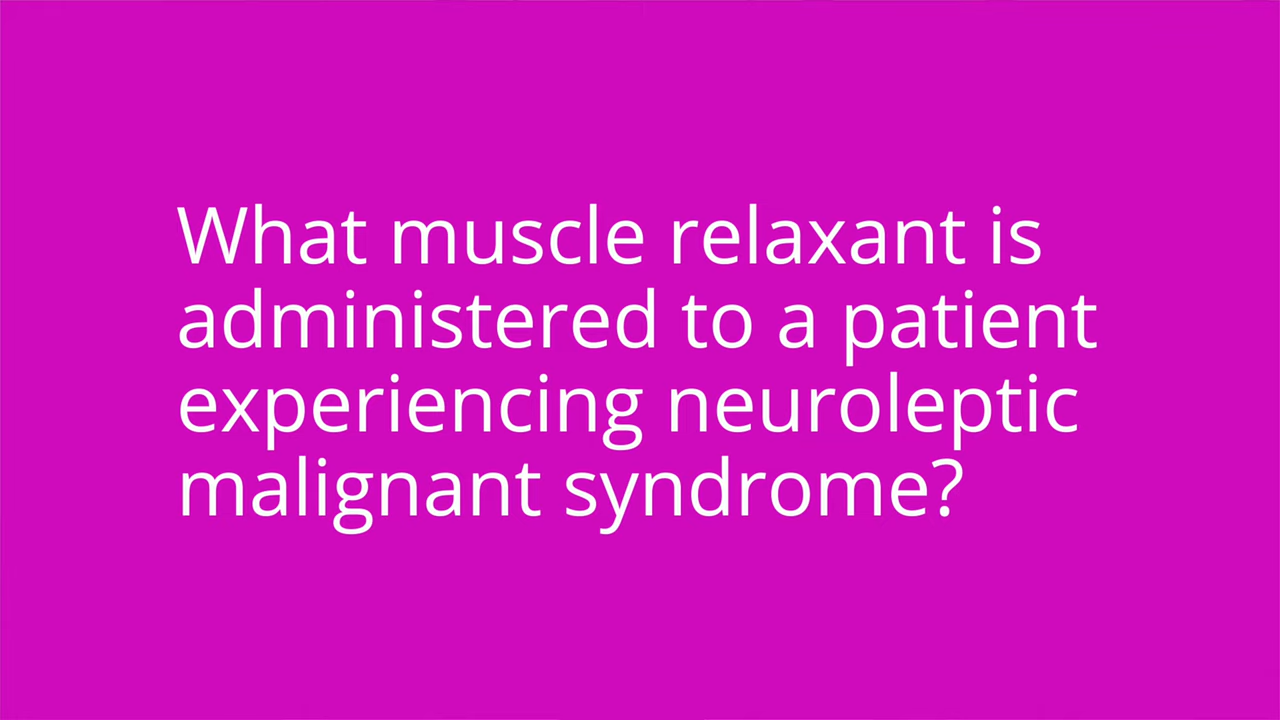 What muscle relaxant is
administered to a patient
experiencing neuroleptic
malignant syndrome?